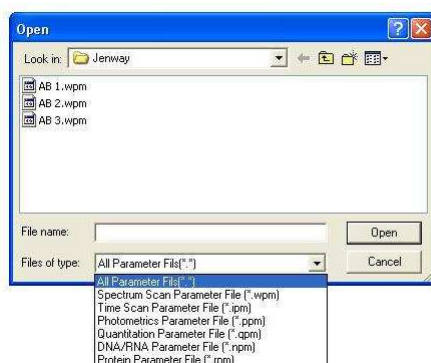 Open
Look in: Jenway
AB 1.wpm
AB 2.wpm
AB 3.wpm
File name: Open
Files of type: All Parameter Fils(*.*) Cancel
All Parameter Fils(*.*)
Spectrum Scan Parameter File (*.wpm)
Time Scan Parameter File (*.ipm)
Photometrics Parameter File (*.ppm)
Quantitation Parameter File (*.qpm)
DNA/RNA Parameter File (*.npm)
Protein Parameter File (*.rpm)